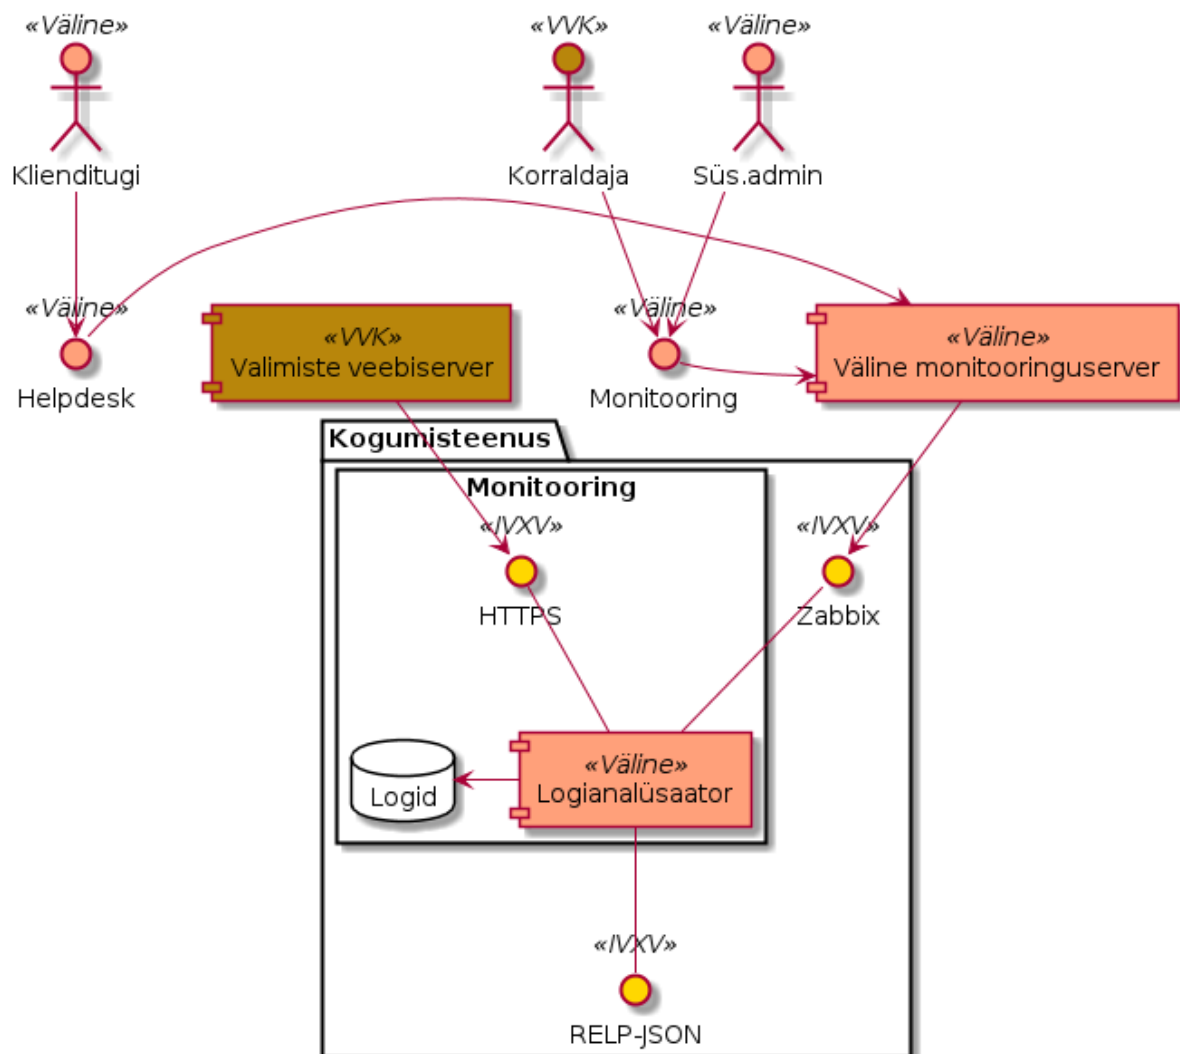 «Väline»
Klienditugi
«VVK»
Korraldaja
«Väline»
Süs.admin
«Väline»
Helpdesk
«VVK»
Valimiste veebiserver
«Väline»
Monitooring
«Väline»
Väline monitooringuserver
Kogumisteenus
Monitooring
«IVXV»
HTTPS
«IVXV»
Zabbix
Logid
«Väline»
Logianalüsaator
«IVXV»
RELP-JSON